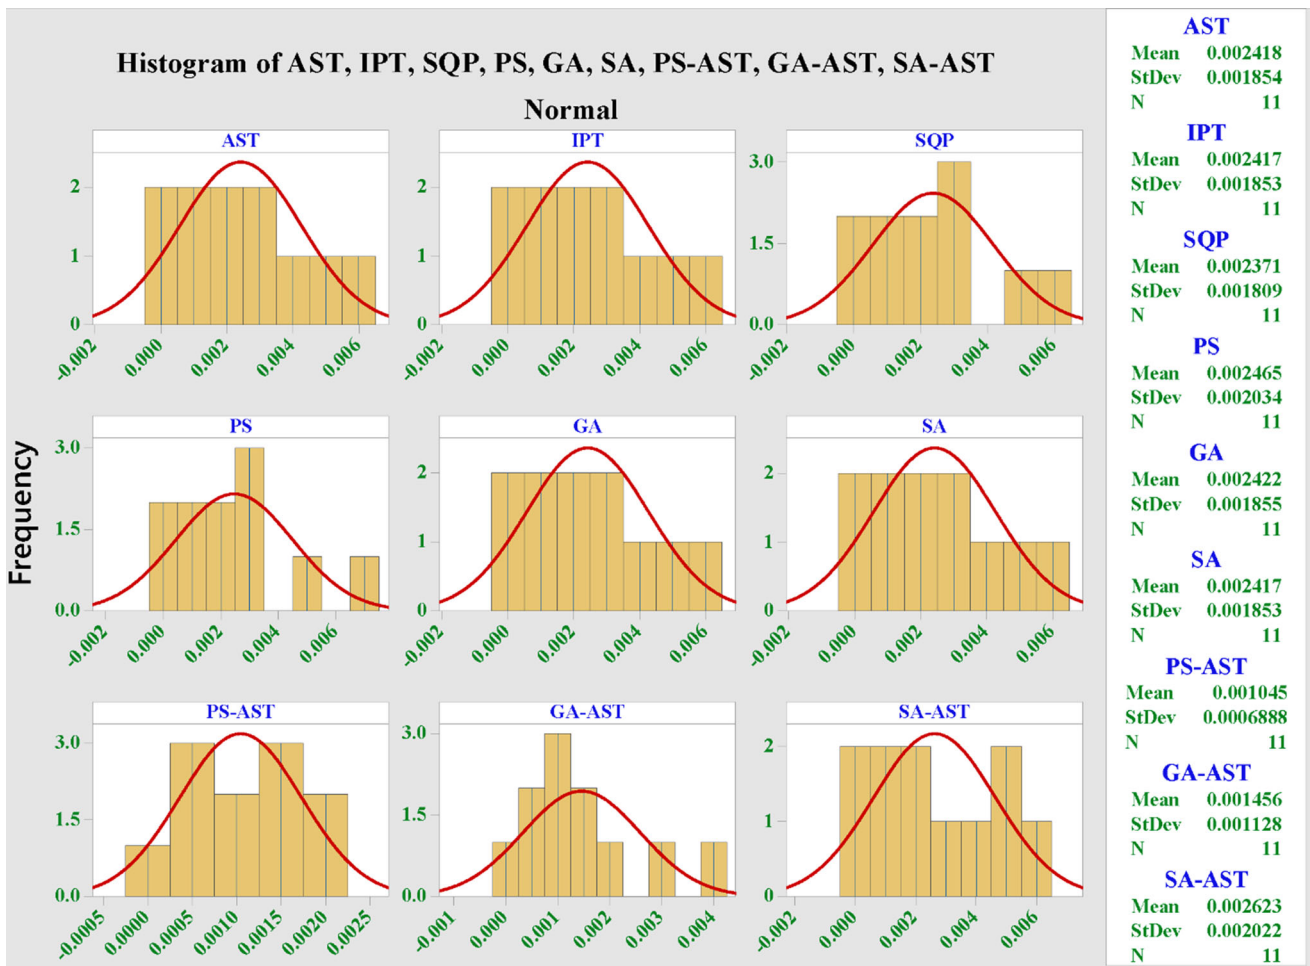 Histogram of AST, IPT, SQP, PS, GA, SA, PS-AST, GA-AST, SA-AST
Normal
Frequency
AST
2
1
0
-0.002 0.000 0.002 0.004 0.006
IPT
2
1
0
-0.002 0.000 0.002 0.004 0.006
SQP
3.0
1.5
0.0
-0.002 0.000 0.002 0.004 0.006
PS
3.0
1.5
0.0
-0.002 0.000 0.002 0.004 0.006
GA
2
1
0
-0.002 0.000 0.002 0.004 0.006
SA
2
1
0
-0.002 0.000 0.002 0.004 0.006
PS-AST
3.0
1.5
0.0
-0.0005 0.0000 0.0005 0.0010 0.0015 0.0020 0.0025
GA-AST
3.0
1.5
0.0
-0.001 0.000 0.001 0.002 0.003 0.004
SA-AST
2
1
0
-0.002 0.000 0.002 0.004 0.006
AST
Mean 0.002418
StDev 0.001854
N 11
IPT
Mean 0.002417
StDev 0.001853
N 11
SQP
Mean 0.002371
StDev 0.001809
N 11
PS
Mean 0.002465
StDev 0.002034
N 11
GA
Mean 0.002422
StDev 0.001855
N 11
SA
Mean 0.002417
StDev 0.001853
N 11
PS-AST
Mean 0.001045
StDev 0.0006888
N 11
GA-AST
Mean 0.001456
StDev 0.001128
N 11
SA-AST
Mean 0.002623
StDev 0.002022
N 11